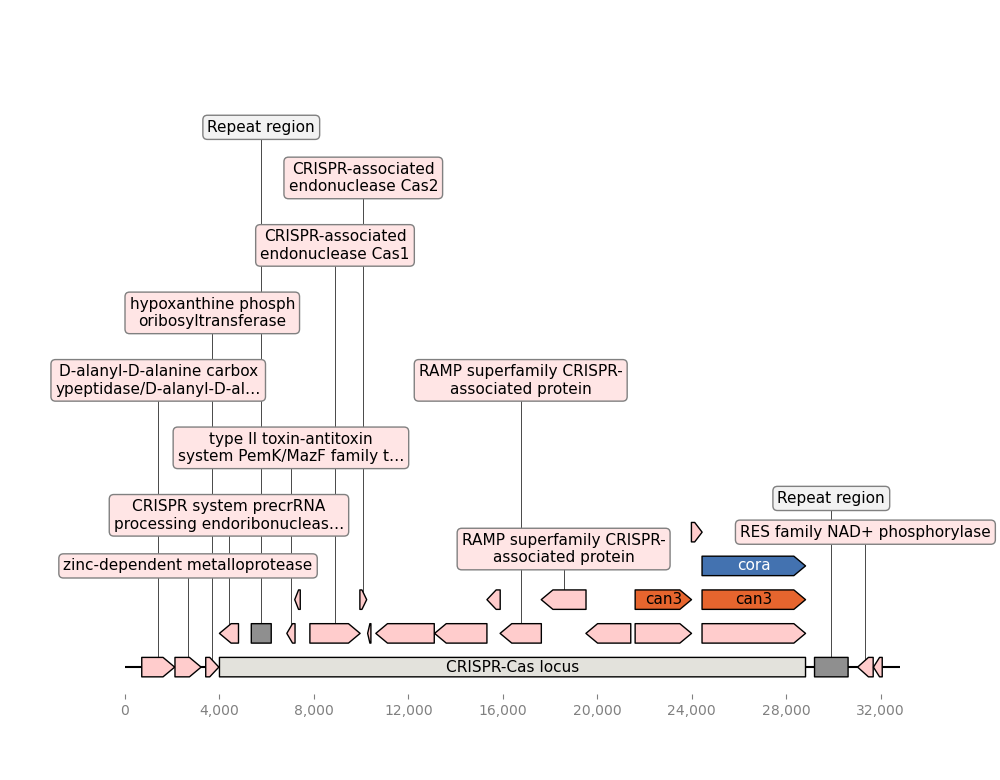 Repeat region
CRISPR-associated
endonuclease Cas2
CRISPR-associated
endonuclease Cas1
hypoxanthine phosph
oribosyltransferase
D-alanyl-D-alanine carbox
ypeptidase/D-alanyl-D-al…
RAMP superfamily CRISPR-
associated protein
type II toxin-antitoxin
system PemK/MazF family t…
Repeat region
CRISPR system precrRNA
processing endoribonucleas…
RES family NAD+ phosphorylase
RAMP superfamily CRISPR-
associated protein
zinc-dependent metalloprotease
cora
can3
can3
CRISPR-Cas locus
0 4,000 8,000 12,000 16,000 20,000 24,000 28,000 32,000